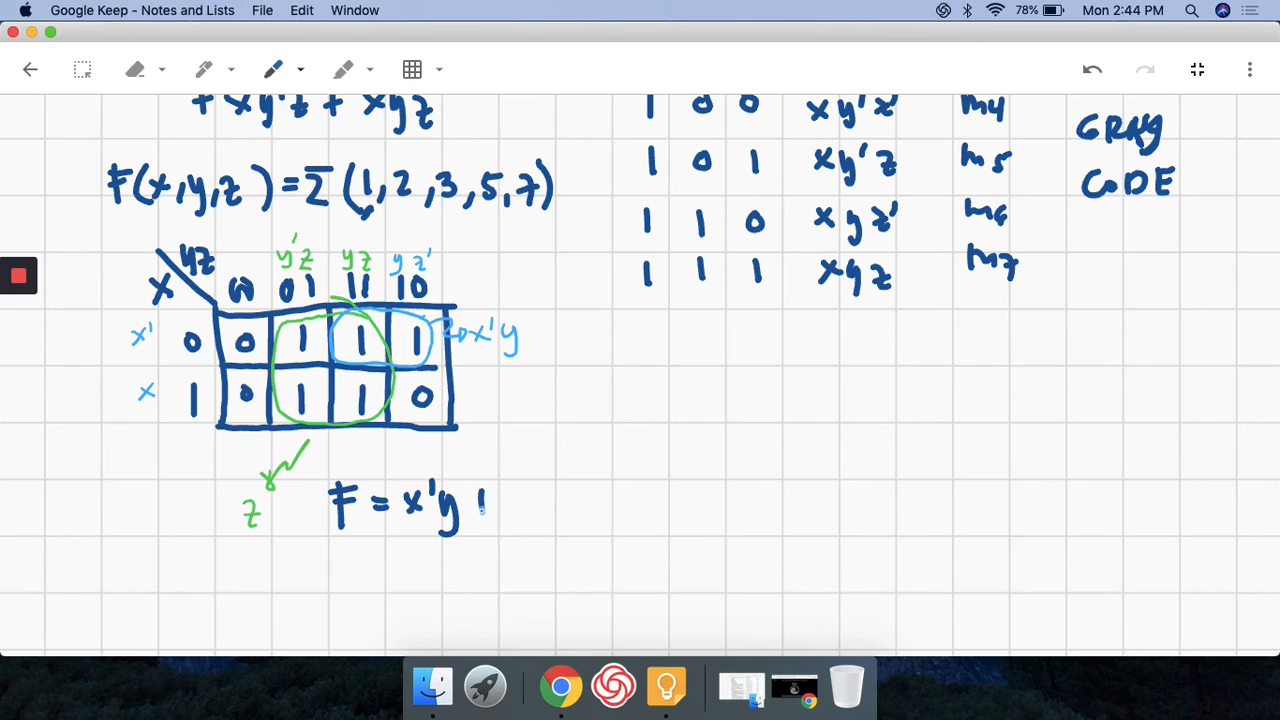 Google Keep - Notes and Lists File Edit Window 78% Mon 2:44 PM
+ xy'z + xyz
F(x,y,z) = Σ (1, 2, 3, 5, 7)
y'z yz yz'
yz
x 00 01 11 10
x' 0 0 1 1 1 x'y
x 1 0 1 1 0
z
F = x'y
1 0 0 xy'z' m4
1 0 1 xy'z m5
1 1 0 xyz' m6
1 1 1 xyz m7
GRAY
CODE